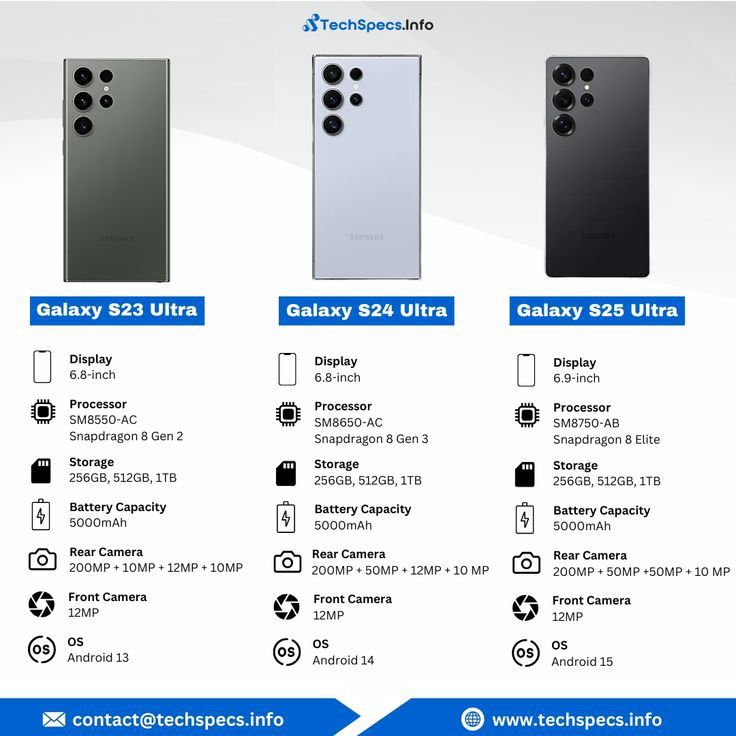 TechSpecs.Info
SAMSUNG
SAMSUNG
SAMSUNG
Galaxy S23 Ultra
Display
6.8-inch
Processor
SM8550-AC
Snapdragon 8 Gen 2
Storage
256GB, 512GB, 1TB
Battery Capacity
5000mAh
Rear Camera
200MP + 10MP + 12MP + 10MP
Front Camera
12MP
OS
OS
Android 13
Galaxy S24 Ultra
Display
6.8-inch
Processor
SM8650-AC
Snapdragon 8 Gen 3
Storage
256GB, 512GB, 1TB
Battery Capacity
5000mAh
Rear Camera
200MP + 50MP + 12MP + 10 MP
Front Camera
12MP
OS
OS
Android 14
Galaxy S25 Ultra
Display
6.9-inch
Processor
SM8750-AB
Snapdragon 8 Elite
Storage
256GB, 512GB, 1TB
Battery Capacity
5000mAh
Rear Camera
200MP + 50MP +50MP + 10 MP
Front Camera
12MP
OS
OS
Android 15
contact@techspecs.info
www.techspecs.info